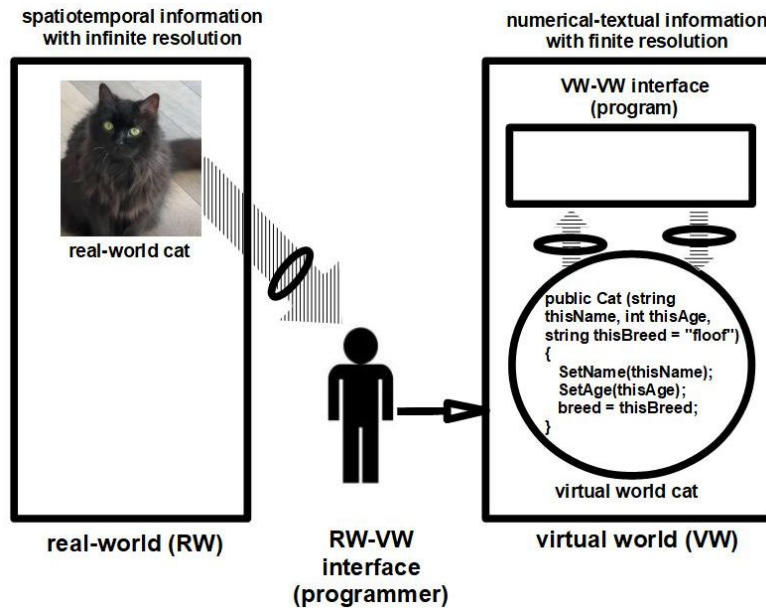 spatiotemporal information
with infinite resolution
real-world cat
real-world (RW)
RW-VW
interface
(programmer)
numerical-textual information
with finite resolution
VW-VW interface
(program)
public Cat (string
thisName, int thisAge,
string thisBreed = "floof")
{
SetName(thisName);
SetAge(thisAge);
breed = thisBreed;
}
virtual world cat
virtual world (VW)